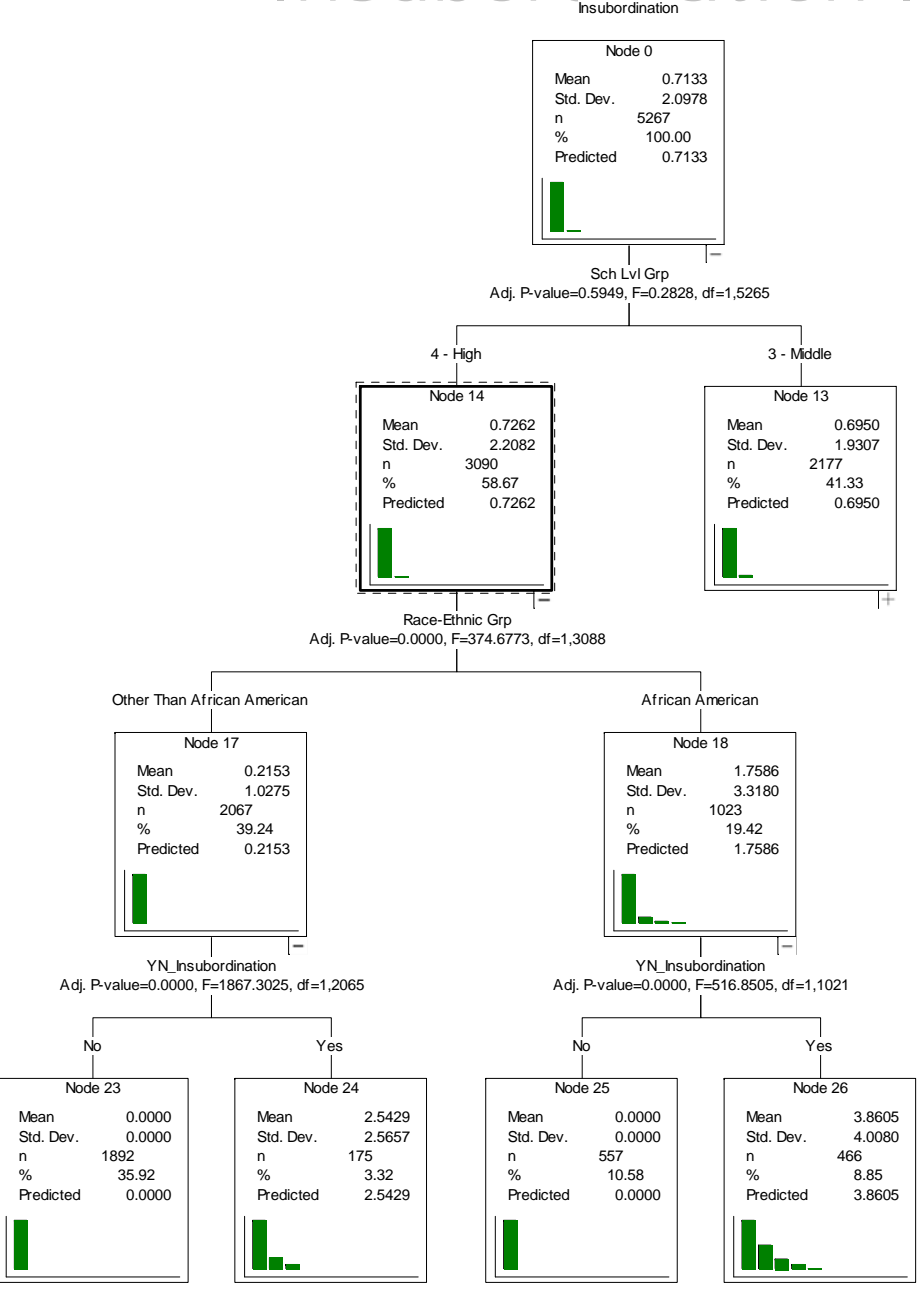 Insubordination
Node 0
Mean 0.7133
Std. Dev. 2.0978
n 5267
% 100.00
Predicted 0.7133
Sch Lvl Grp
Adj. P-value=0.5949, F=0.2828, df=1,5265
4 - High
3 - Middle
Node 14
Mean 0.7262
Std. Dev. 2.2082
n 3090
% 58.67
Predicted 0.7262
Node 13
Mean 0.6950
Std. Dev. 1.9307
n 2177
% 41.33
Predicted 0.6950
Race-Ethnic Grp
Adj. P-value=0.0000, F=374.6773, df=1,3088
Other Than African American
African American
Node 17
Mean 0.2153
Std. Dev. 1.0275
n 2067
% 39.24
Predicted 0.2153
Node 18
Mean 1.7586
Std. Dev. 3.3180
n 1023
% 19.42
Predicted 1.7586
YN_Insubordination
Adj. P-value=0.0000, F=1867.3025, df=1,2065
YN_Insubordination
Adj. P-value=0.0000, F=516.8505, df=1,1021
No
Yes
No
Yes
Node 23
Mean 0.0000
Std. Dev. 0.0000
n 1892
% 35.92
Predicted 0.0000
Node 24
Mean 2.5429
Std. Dev. 2.5657
n 175
% 3.32
Predicted 2.5429
Node 25
Mean 0.0000
Std. Dev. 0.0000
n 557
% 10.58
Predicted 0.0000
Node 26
Mean 3.8605
Std. Dev. 4.0080
n 466
% 8.85
Predicted 3.8605